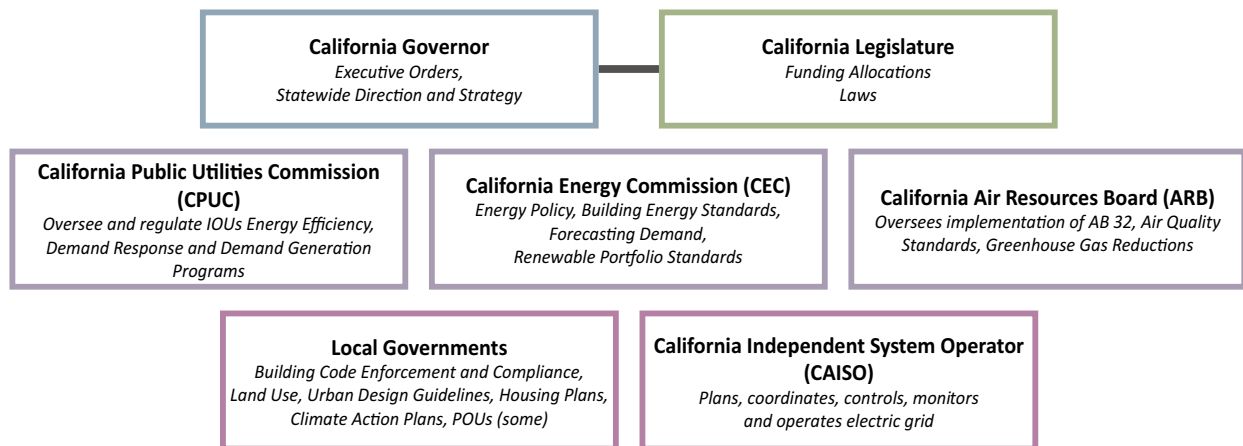 California Governor
Executive Orders,
Statewide Direction and Strategy
California Legislature
Funding Allocations
Laws
California Public Utilities Commission
(CPUC)
Oversee and regulate IOUs Energy Efficiency,
Demand Response and Demand Generation
Programs
California Energy Commission (CEC)
Energy Policy, Building Energy Standards,
Forecasting Demand,
Renewable Portfolio Standards
California Air Resources Board (ARB)
Oversees implementation of AB 32, Air Quality
Standards, Greenhouse Gas Reductions
Local Governments
Building Code Enforcement and Compliance,
Land Use, Urban Design Guidelines, Housing Plans,
Climate Action Plans, POUs (some)
California Independent System Operator
(CAISO)
Plans, coordinates, controls, monitors
and operates electric grid